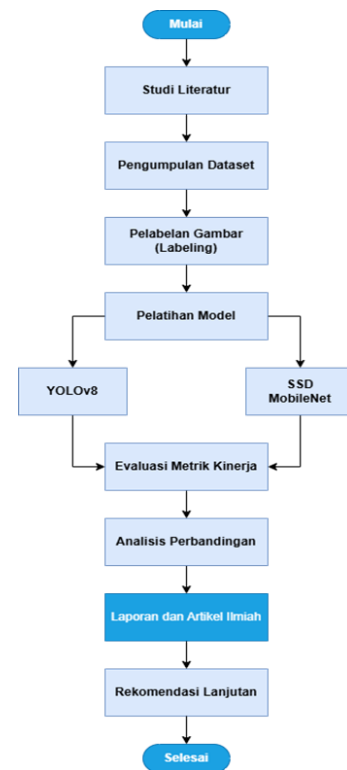 Mulai
Studi Literatur
Pengumpulan Dataset
Pelabelan Gambar
(Labeling)
Pelatihan Model
YOLOv8
SSD
MobileNet
Evaluasi Metrik Kinerja
Analisis Perbandingan
Laporan dan Artikel Ilmiah
Rekomendasi Lanjutan
Selesai